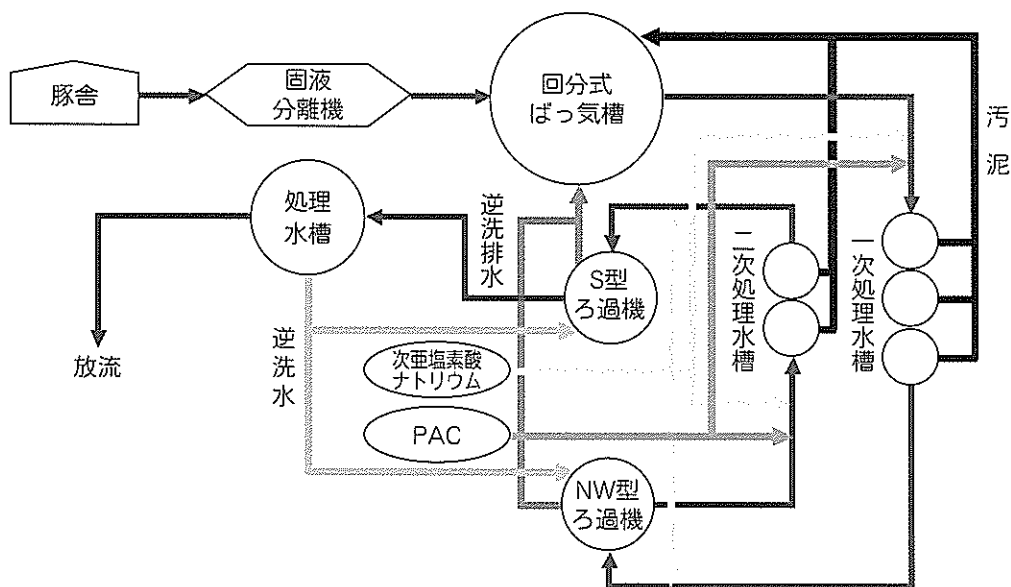 豚舎
固液
分離機
回分式
ばっ気槽
汚泥
処理
水槽
逆洗排水
S型
ろ過機
二次処理水槽
一次処理水槽
放流
逆洗水
次亜塩素酸
ナトリウム
PAC
NW型
ろ過機